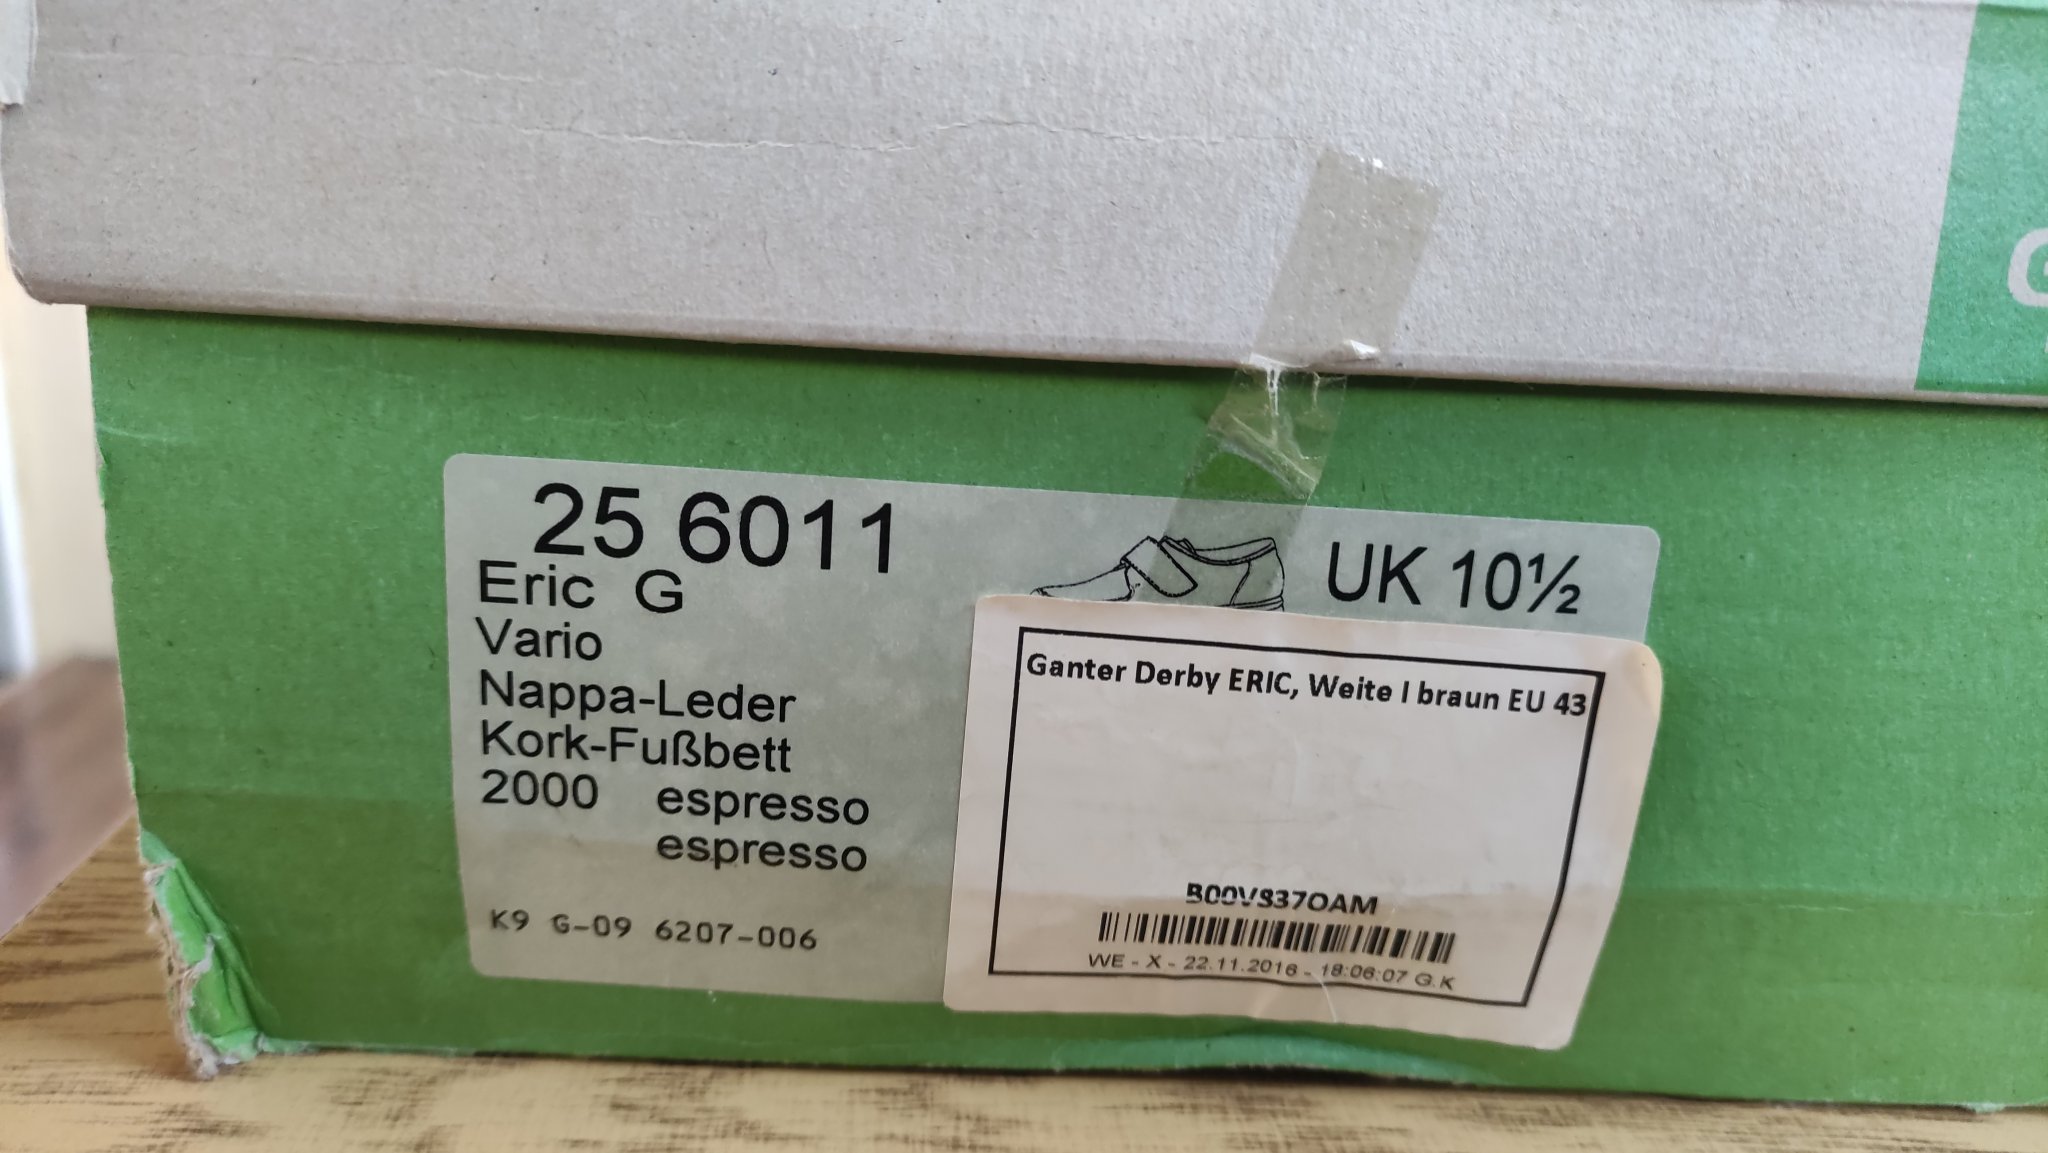 25 6011
Eric G
Vario
Nappa-Leder
Kork-Fußbett
2000 espresso
espresso
K9 G-09 6207-006
UK 10½
Ganter Derby ERIC, Weite I braun EU 43
B00VS37OAM
WE - X - 22.11.2016 - 18:06:07 G.K
G